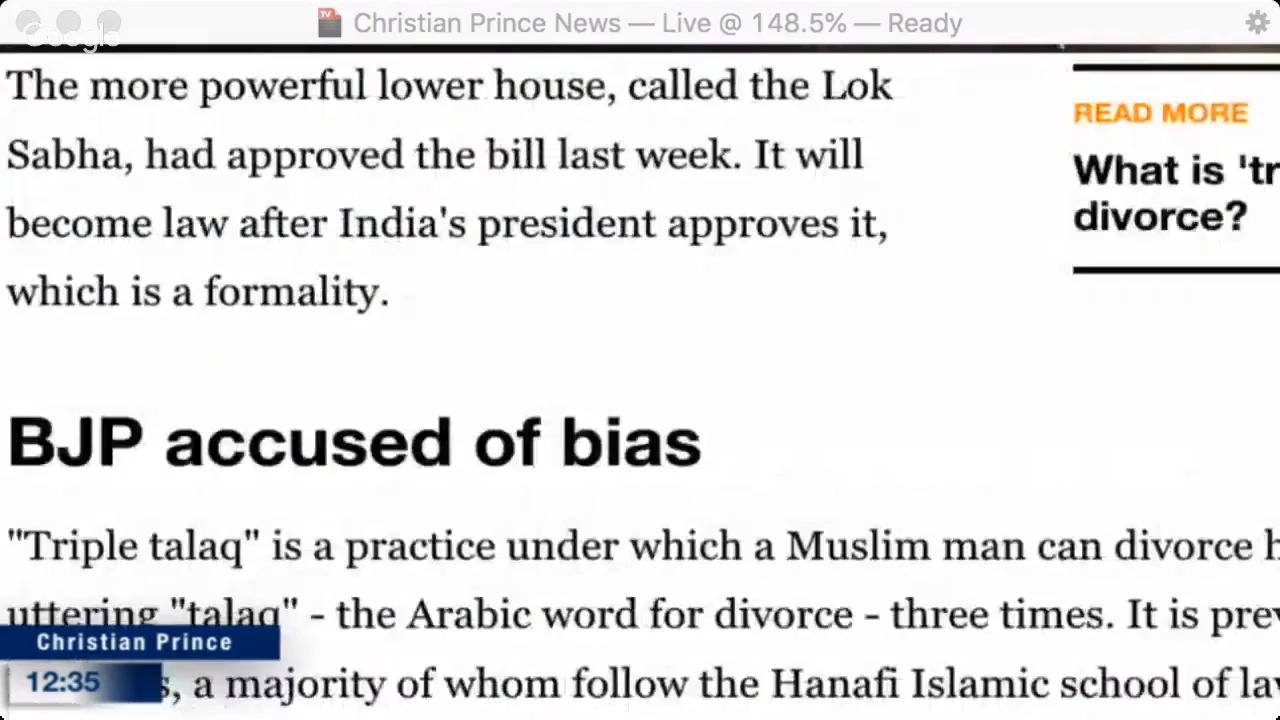 Christian Prince News — Live @ 148.5% — Ready
Google
The more powerful lower house, called the Lok
Sabha, had approved the bill last week. It will
become law after India's president approves it,
which is a formality.
READ MORE
What is 'tr
divorce?
BJP accused of bias
"Triple talaq" is a practice under which a Muslim man can divorce h
uttering "talaq" - the Arabic word for divorce - three times. It is prev
s, a majority of whom follow the Hanafi Islamic school of la
Christian Prince
12:35